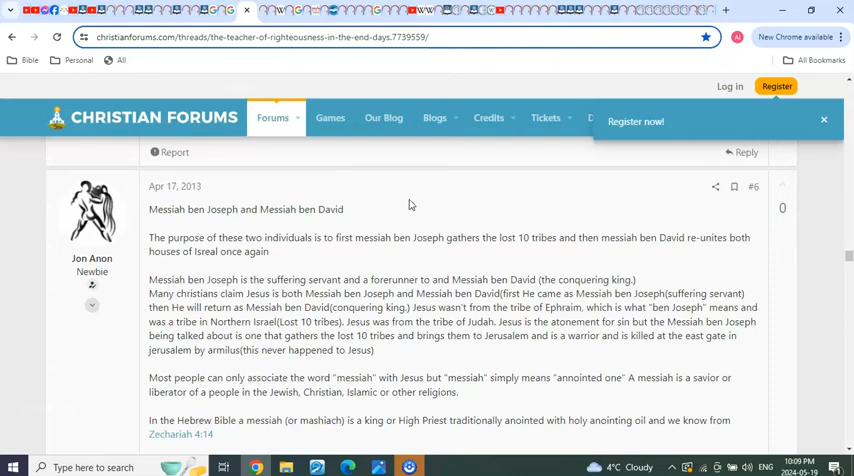 christianforums.com/threads/the-teacher-of-righteousness-in-the-end-days.7739559/
AI
New Chrome available
Bible
Personal
All
All Bookmarks
Log in
Register
CHRISTIAN FORUMS
Forums
Games
Our Blog
Blogs
Credits
Tickets
D
Register now!
Report
Reply
Apr 17, 2013
#6
Messiah ben Joseph and Messiah ben David
0
The purpose of these two individuals is to first messiah ben Joseph gathers the lost 10 tribes and then messiah ben David re-unites both
houses of Isreal once again
Jon Anon
Newbie
Messiah ben Joseph is the suffering servant and a forerunner to and Messiah ben David (the conquering king.)
Many christians claim Jesus is both Messiah ben Joseph and Messiah ben David(first He came as Messiah ben Joseph(suffering servant)
then He will return as Messiah ben David(conquering king.) Jesus wasn't from the tribe of Ephraim, which is what "ben Joseph" means and
was a tribe in Northern Israel(Lost 10 tribes). Jesus was from the tribe of Judah. Jesus is the atonement for sin but the Messiah ben Joseph
being talked about is one that gathers the lost 10 tribes and brings them to Jerusalem and is a warrior and is killed at the east gate in
jerusalem by armilus(this never happened to Jesus)
Most people can only associate the word "messiah" with Jesus but "messiah" simply means "annointed one" A messiah is a savior or
liberator of a people in the Jewish, Christian, Islamic or other religions.
In the Hebrew Bible a messiah (or mashiach) is a king or High Priest traditionally anointed with holy anointing oil and we know from
Zechariah 4:14
Type here to search
4°C Cloudy
ENG
10:09 PM
2024-05-19